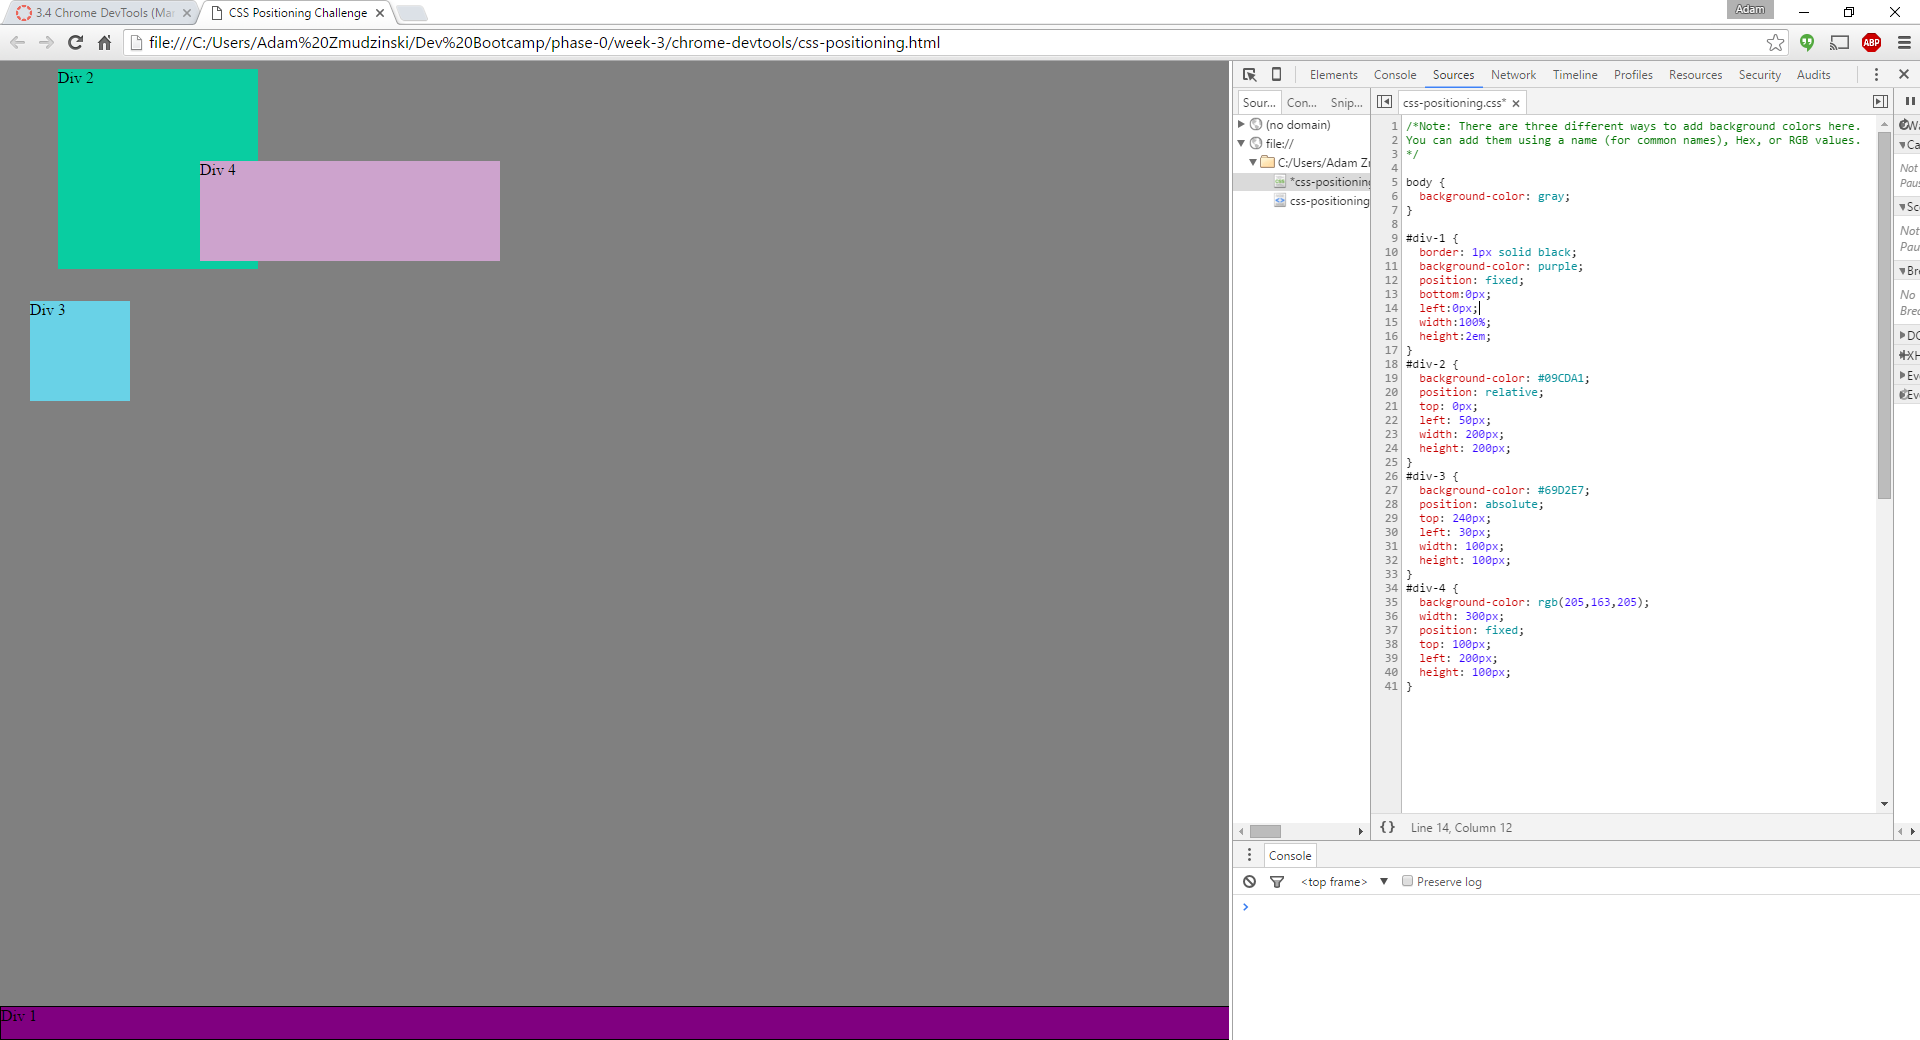 3.4 Chrome DevTools (Ma
CSS Positioning Challenge
Adam
file:///C:/Users/Adam%20Zmudzinski/Dev%20Bootcamp/phase-0/week-3/chrome-devtools/css-positioning.html
ABP
Div 2
Div 4
Div 3
Div 1
Elements Console Sources Network Timeline Profiles Resources Security Audits
Sour... Con... Snip...
css-positioning.css*
(no domain)
file://
C:/Users/Adam Z
*css-positioning
css-positioning
1 /*Note: There are three different ways to add background colors here.
2 You can add them using a name (for common names), Hex, or RGB values.
3 */
4
5 body {
6 background-color: gray;
7 }
8
9 #div-1 {
10 border: 1px solid black;
11 background-color: purple;
12 position: fixed;
13 bottom:0px;
14 left:0px;
15 width:100%;
16 height:2em;
17 }
18 #div-2 {
19 background-color: #09CDA1;
20 position: relative;
21 top: 0px;
22 left: 50px;
23 width: 200px;
24 height: 200px;
25 }
26 #div-3 {
27 background-color: #69D2E7;
28 position: absolute;
29 top: 240px;
30 left: 30px;
31 width: 100px;
32 height: 100px;
33 }
34 #div-4 {
35 background-color: rgb(205,163,205);
36 width: 300px;
37 position: fixed;
38 top: 100px;
39 left: 200px;
40 height: 100px;
41 }
{} Line 14, Column 12
Wa
Ca
Not
Paus
Sc
Not
Pau
Bre
No
Brea
DO
XH
Eve
Eve
Console
<top frame> Preserve log